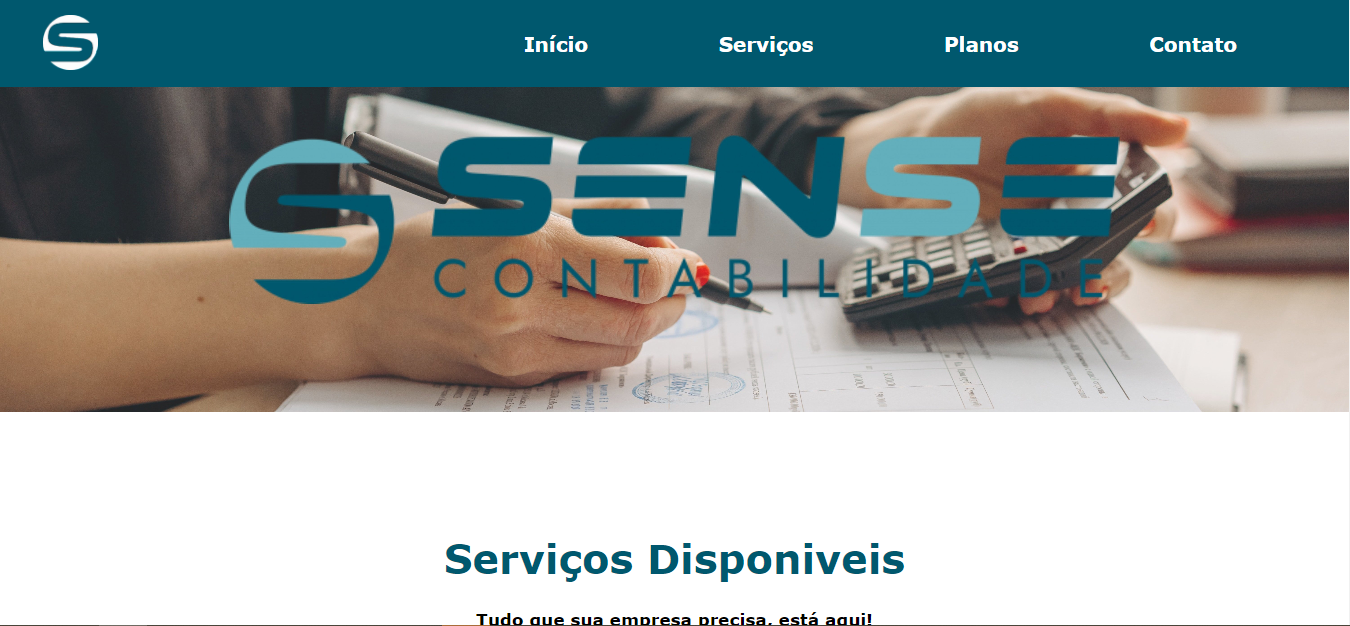 Início Serviços Planos Contato
SENSE
CONTABILIDADE
Serviços Disponiveis
Tudo que sua empresa precisa, está aqui!